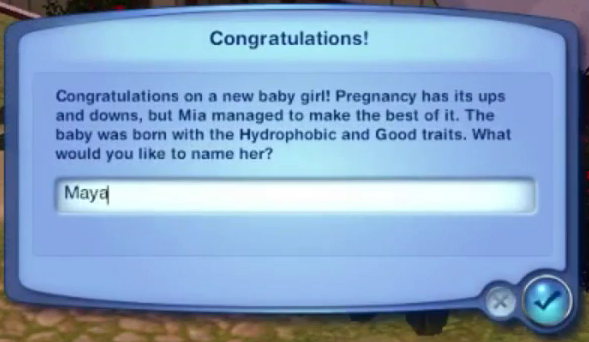 Congratulations!
Congratulations on a new baby girl! Pregnancy has its ups
and downs, but Mia managed to make the best of it. The
baby was born with the Hydrophobic and Good traits. What
would you like to name her?
Maya